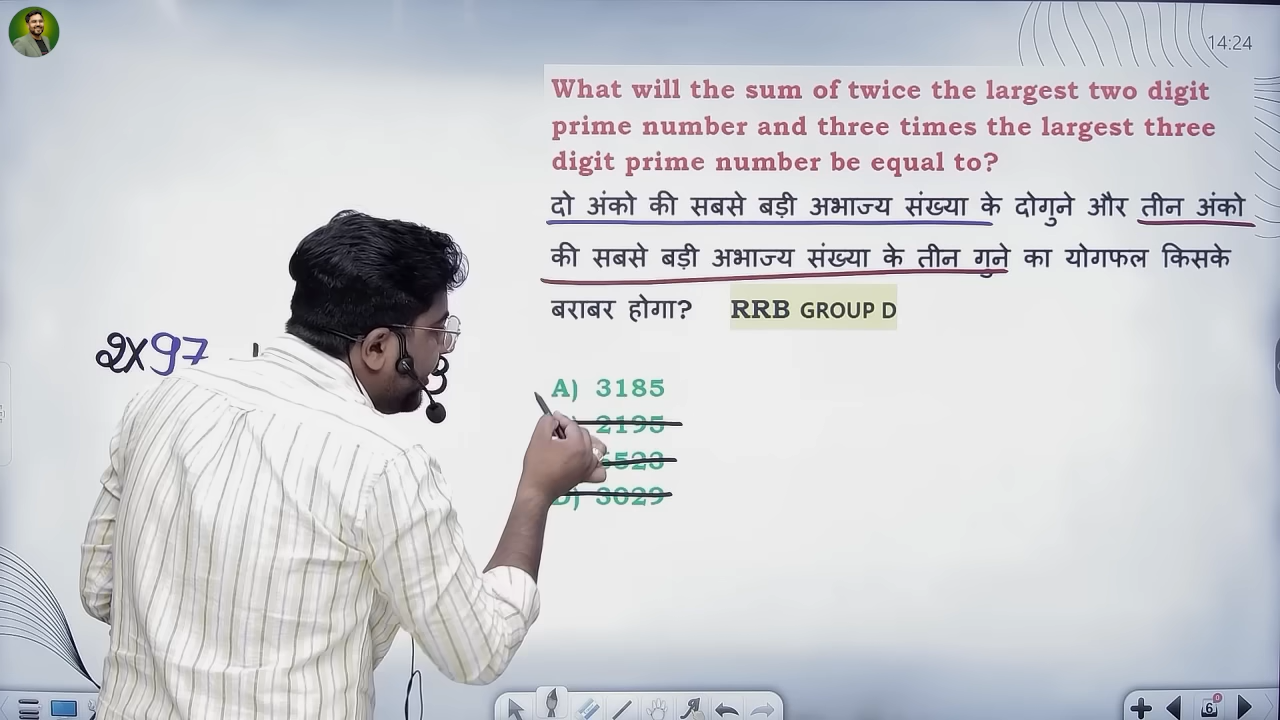 14:24
What will the sum of twice the largest two digit
prime number and three times the largest three
digit prime number be equal to?
दो अंको की सबसे बड़ी अभाज्य संख्या के दोगुने और तीन अंको
की सबसे बड़ी अभाज्य संख्या के तीन गुने का योगफल किसके
बराबर होगा? RRB GROUP D
2X97
3
A) 3185
2195
523
D) 3029
6